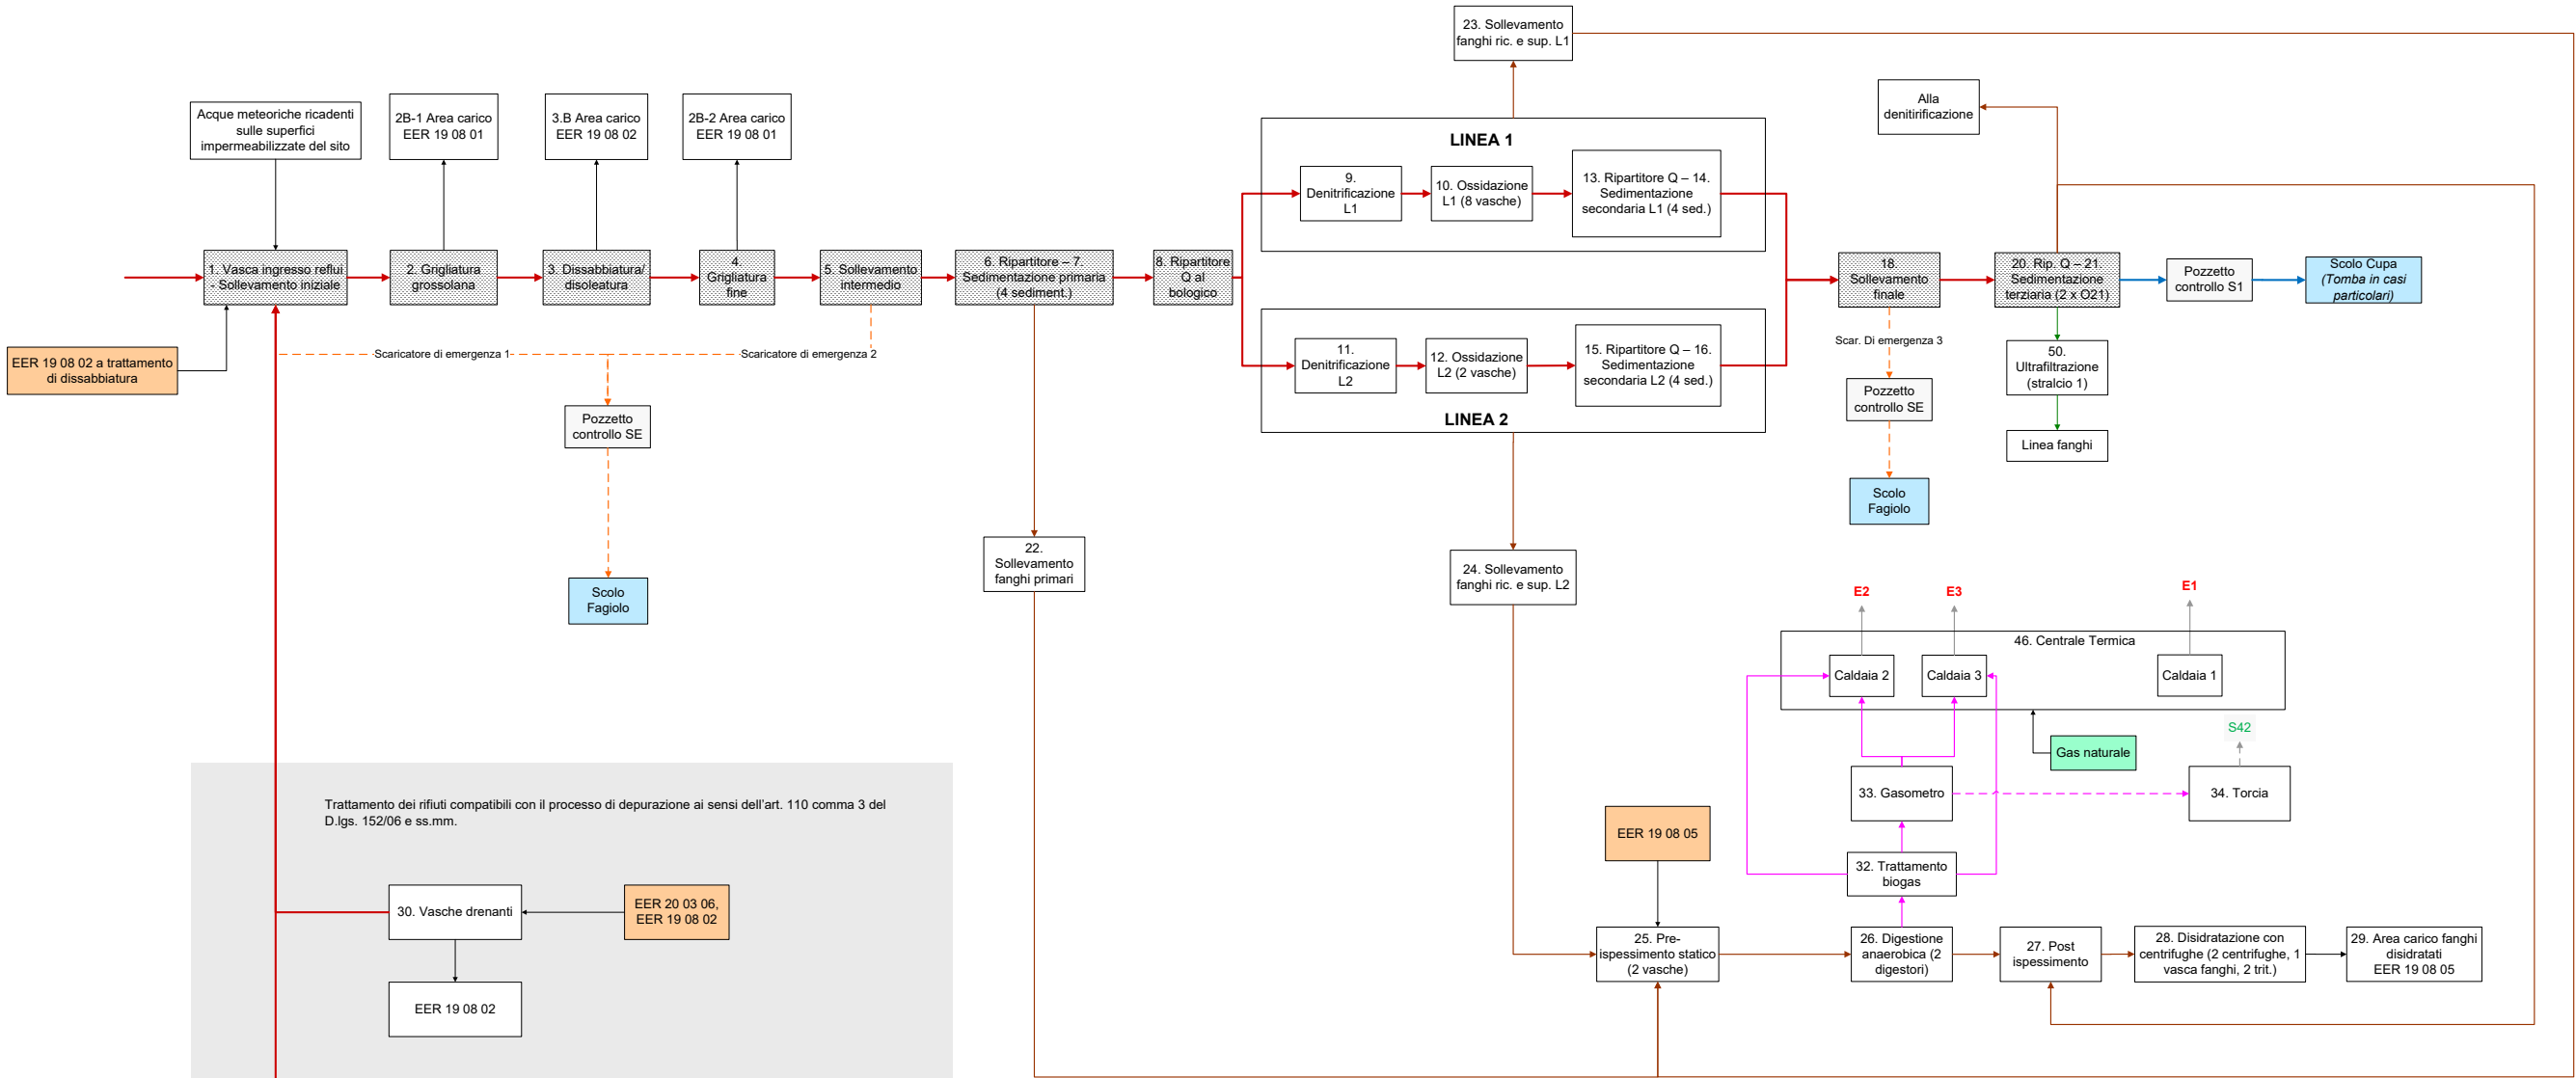 23. Sollevamento
fanghi ric. e sup. L1
Acque meteoriche ricadenti
sulle superfici
impermeabilizzate del sito
2B-1 Area carico
EER 19 08 01
3.B Area carico
EER 19 08 02
2B-2 Area carico
EER 19 08 01
Alla
denitirificazione
LINEA 1
9.
Denitrificazione
L1
10. Ossidazione
L1 (8 vasche)
13. Ripartitore Q – 14.
Sedimentazione
secondaria L1 (4 sed.)
1. Vasca ingresso reflui
- Sollevamento iniziale
2. Grigliatura
grossolana
3. Dissabbiatura/
disoleatura
4.
Grigliatura
fine
5. Sollevamento
intermedio
6. Ripartitore – 7.
Sedimentazione primaria
(4 sediment.)
8. Ripartitore
Q al
bologico
18.
Sollevamento
finale
20. Rip. Q – 21.
Sedimentazione
terziaria (2 x O21)
Pozzetto
controllo S1
Scolo Cupa
(Tomba in casi
particolari)
EER 19 08 02 a trattamento
di dissabbiatura
Scaricatore di emergenza 1
Scaricatore di emergenza 2
11.
Denitrificazione
L2
12. Ossidazione
L2 (2 vasche)
15. Ripartitore Q – 16.
Sedimentazione
secondaria L2 (4 sed.)
LINEA 2
Scar. Di emergenza 3
50.
Ultrafiltrazione
(stralcio 1)
Pozzetto
controllo SE
Pozzetto
controllo SE
Linea fanghi
Scolo
Fagiolo
22.
Sollevamento
fanghi primari
24. Sollevamento
fanghi ric. e sup. L2
Scolo
Fagiolo
E2
E3
E1
46. Centrale Termica
Caldaia 2
Caldaia 3
Caldaia 1
S42
Gas naturale
33. Gasometro
34. Torcia
Trattamento dei rifiuti compatibili con il processo di depurazione ai sensi dell’art. 110 comma 3 del
D.lgs. 152/06 e ss.mm.
EER 19 08 05
32. Trattamento
biogas
30. Vasche drenanti
EER 20 03 06,
EER 19 08 02
25. Pre-
ispessimento statico
(2 vasche)
26. Digestione
anaerobica (2
digestori)
27. Post
ispessimento
28. Disidratazione con
centrifughe (2 centrifughe, 1
vasca fanghi, 2 trit.)
29. Area carico fanghi
disidratati
EER 19 08 05
EER 19 08 02